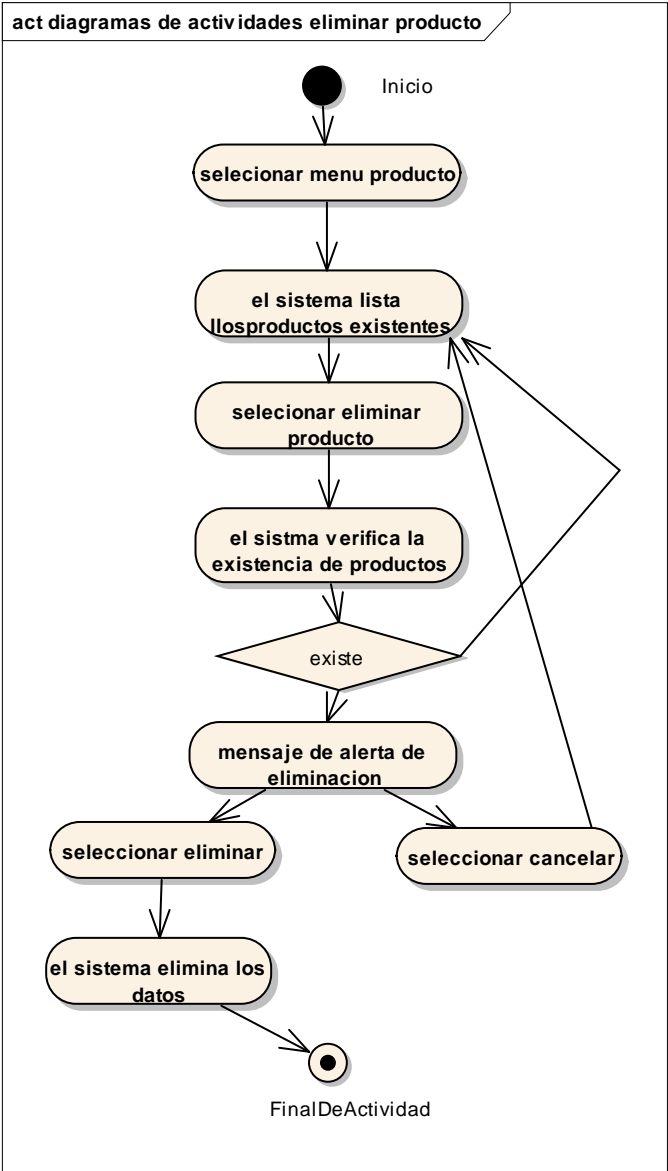 act diagramas de actividades eliminar producto
Inicio
selecionar menu producto
el sistema lista
llosproductos existentes
selecionar eliminar
producto
el sistma verifica la
existencia de productos
existe
mensaje de alerta de
eliminacion
seleccionar eliminar
seleccionar cancelar
el sistema elimina los
datos
FinalDeActividad